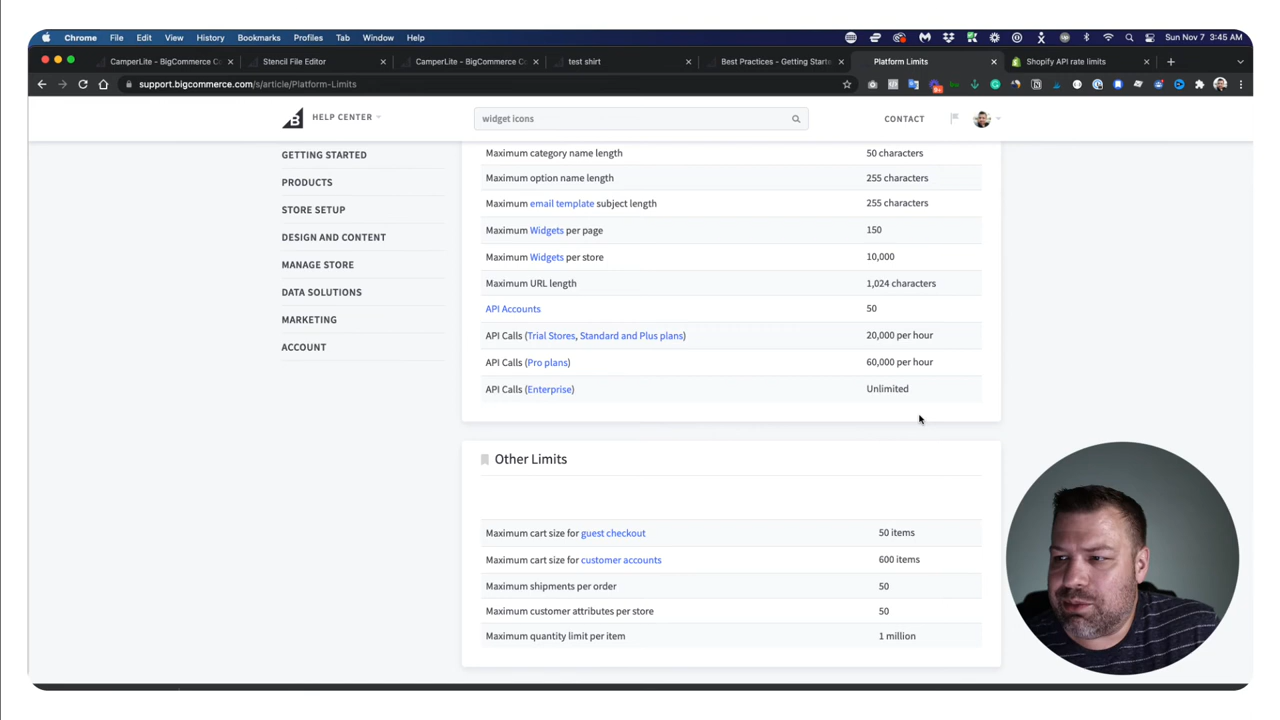 Chrome File Edit View History Bookmarks Profiles Tab Window Help Sun Nov 7 3:45 AM
CamperLite - BigCommerce Co Stencil File Editor CamperLite - BigCommerce Co test shirt Best Practices - Getting Starte Platform Limits Shopify API rate limits
support.bigcommerce.com/s/article/Platform-Limits
B HELP CENTER widget icons CONTACT
GETTING STARTED
PRODUCTS
STORE SETUP
DESIGN AND CONTENT
MANAGE STORE
DATA SOLUTIONS
MARKETING
ACCOUNT
Maximum category name length 50 characters
Maximum option name length 255 characters
Maximum email template subject length 255 characters
Maximum Widgets per page 150
Maximum Widgets per store 10,000
Maximum URL length 1,024 characters
API Accounts 50
API Calls (Trial Stores, Standard and Plus plans) 20,000 per hour
API Calls (Pro plans) 60,000 per hour
API Calls (Enterprise) Unlimited
Other Limits
Maximum cart size for guest checkout 50 items
Maximum cart size for customer accounts 600 items
Maximum shipments per order 50
Maximum customer attributes per store 50
Maximum quantity limit per item 1 million